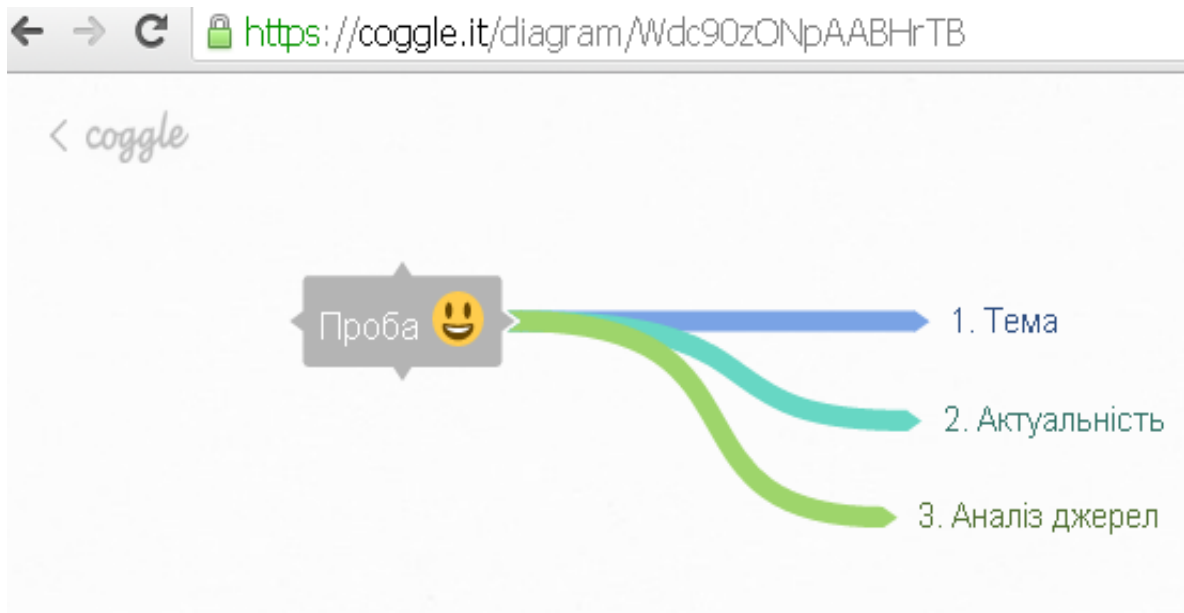 https://coggle.it/diagram/Wdc90zONpAABHrTB
coggle
Проба 😃
1. Тема
2. Актуальність
3. Аналіз джерел